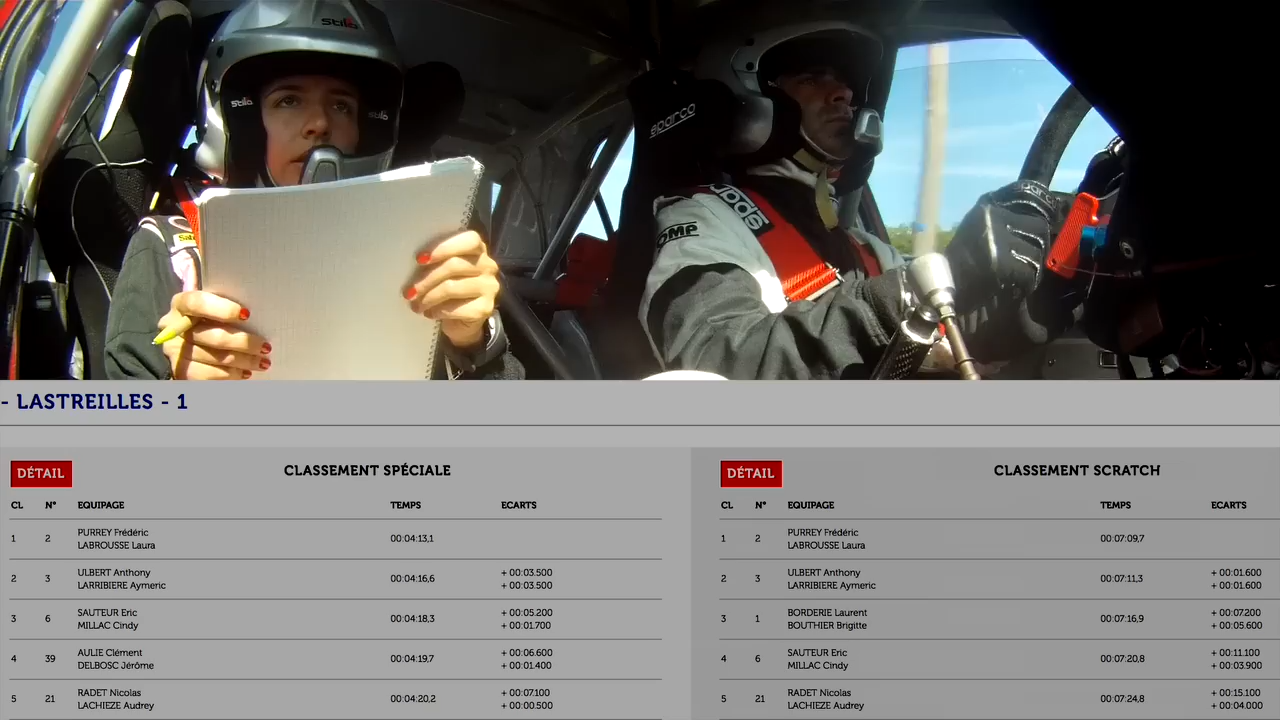 stilo
stilo
stilo
sparco
sparco
OMP
sparco
- LASTREILLES - 1
DÉTAIL
CLASSEMENT SPÉCIALE
CL N° EQUIPAGE TEMPS ECARTS
1 2 PURREY Frédéric 00:04:13,1
LABROUSSE Laura
2 3 ULBERT Anthony 00:04:16,6 + 00:03.500
LARRIBIERE Aymeric + 00:03.500
3 6 SAUTEUR Eric 00:04:18,3 + 00:05.200
MILLAC Cindy + 00:01.700
4 39 AULIE Clément 00:04:19,7 + 00:06.600
DELBOSC Jérôme + 00:01.400
5 21 RADET Nicolas 00:04:20,2 + 00:07.100
LACHIEZE Audrey + 00:00.500
DÉTAIL
CLASSEMENT SCRATCH
CL N° EQUIPAGE TEMPS ECARTS
1 2 PURREY Frédéric 00:07:09,7
LABROUSSE Laura
2 3 ULBERT Anthony 00:07:11,3 + 00:01.600
LARRIBIERE Aymeric + 00:01.600
3 1 BORDERIE Laurent 00:07:16,9 + 00:07.200
BOUTHIER Brigitte + 00:05.600
4 6 SAUTEUR Eric 00:07:20,8 + 00:11.100
MILLAC Cindy + 00:03.900
5 21 RADET Nicolas 00:07:24,8 + 00:15.100
LACHIEZE Audrey + 00:04.000